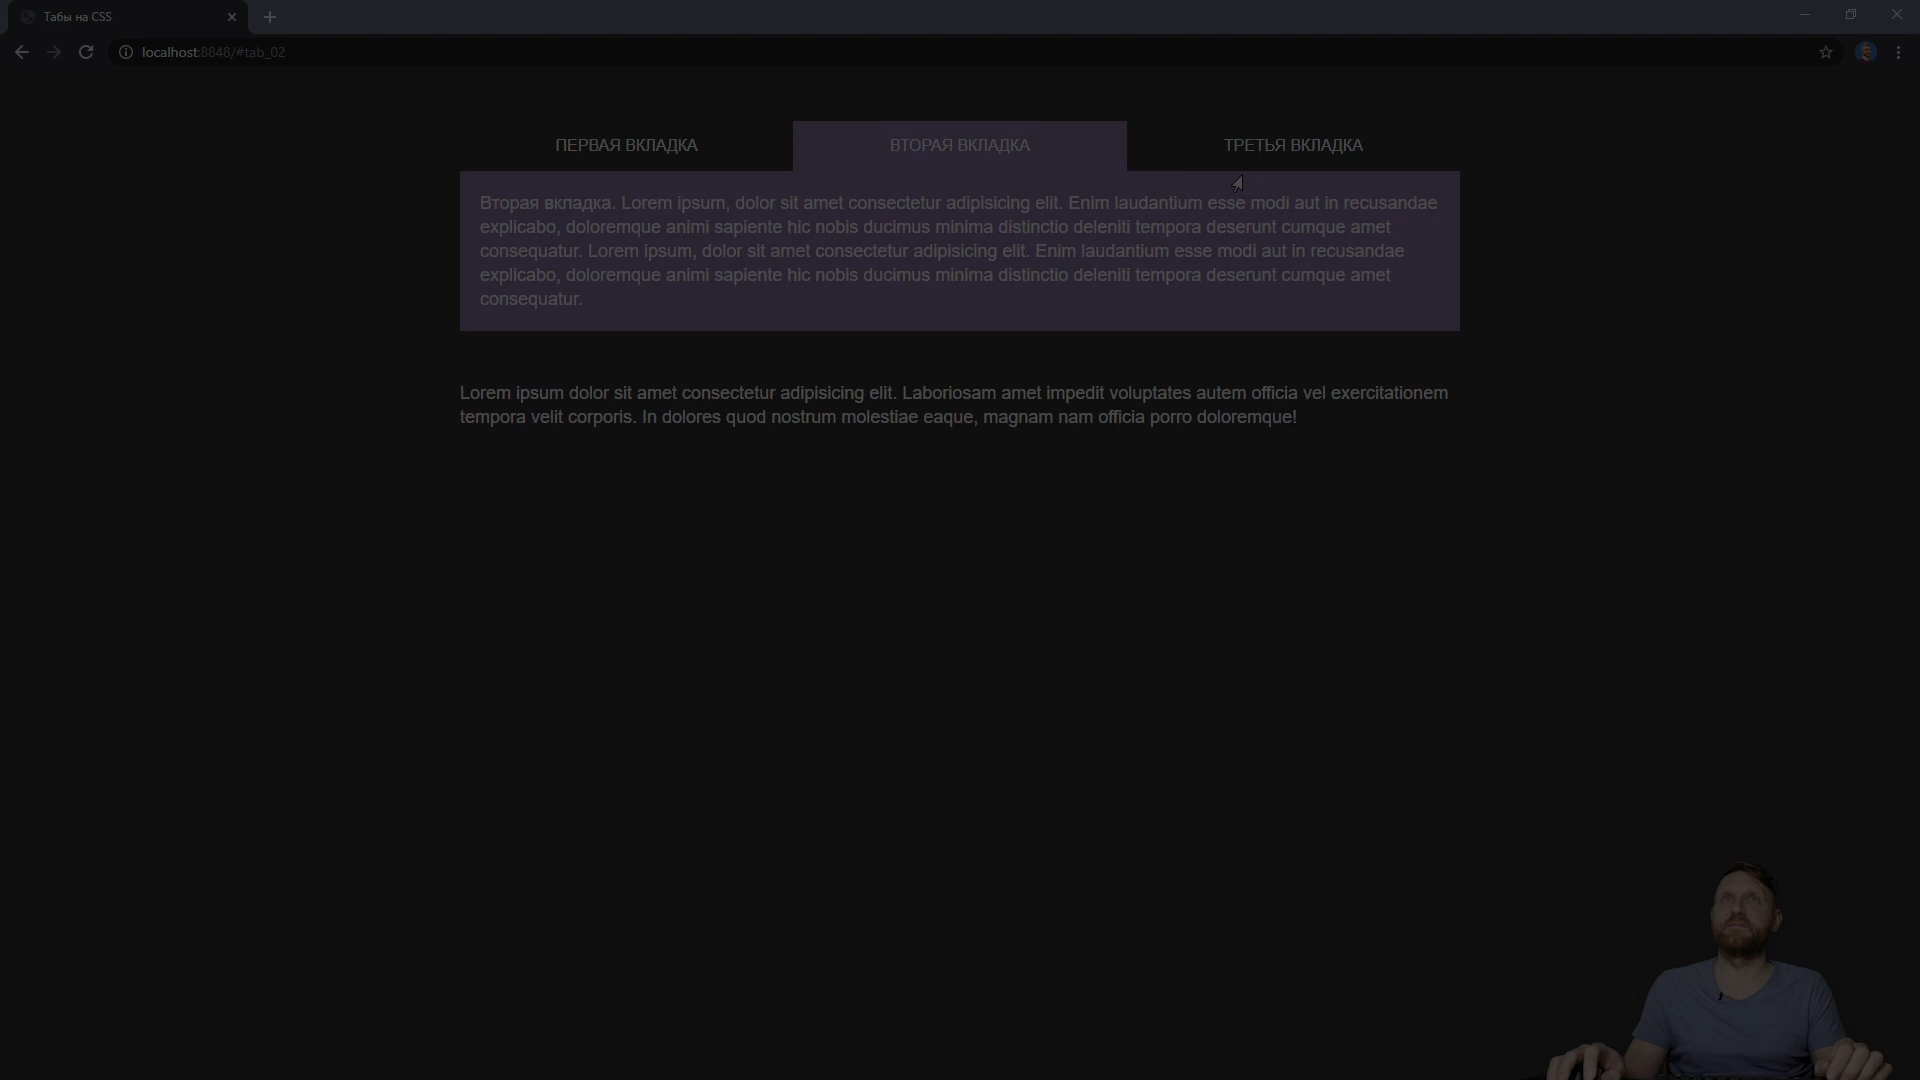 Табы на CSS
localhost:8848/#tab_02
ПЕРВАЯ ВКЛАДКА
ВТОРАЯ ВКЛАДКА
ТРЕТЬЯ ВКЛАДКА
Вторая вкладка. Lorem ipsum, dolor sit amet consectetur adipisicing elit. Enim laudantium esse modi aut in recusandae
explicabo, doloremque animi sapiente hic nobis ducimus minima distinctio deleniti tempora deserunt cumque amet
consequatur. Lorem ipsum, dolor sit amet consectetur adipisicing elit. Enim laudantium esse modi aut in recusandae
explicabo, doloremque animi sapiente hic nobis ducimus minima distinctio deleniti tempora deserunt cumque amet
consequatur.
Lorem ipsum dolor sit amet consectetur adipisicing elit. Laboriosam amet impedit voluptates autem officia vel exercitationem
tempora velit corporis. In dolores quod nostrum molestiae eaque, magnam nam officia porro doloremque!